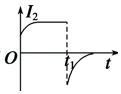 I₂
O t₁ t